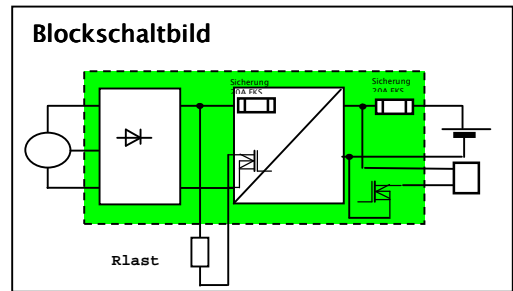 Blockschaltbild
Sicherung
20A FKS
Sicherung
20A FKS
Rlast